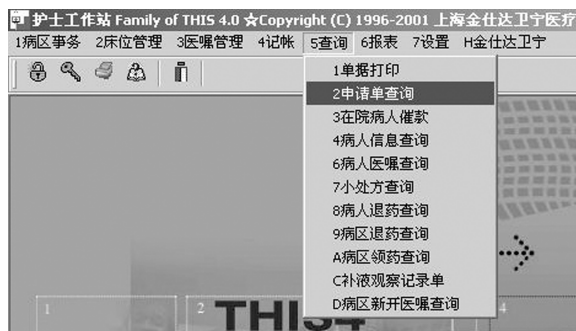 护士工作站 Family of THIS 4.0 ☆Copyright (C) 1996-2001 上海金仕达卫宁医疗
1病区事务 2床位管理 3医嘱管理 4记帐 5查询 6报表 7设置 H金仕达卫宁
1单据打印
2申请单查询
3在院病人催款
4病人信息查询
6病人医嘱查询
7小处方查询
8病人退药查询
9病区退药查询
A病区领药查询
C补液观察记录单
D病区新开医嘱查询
1 2 4
THIS4